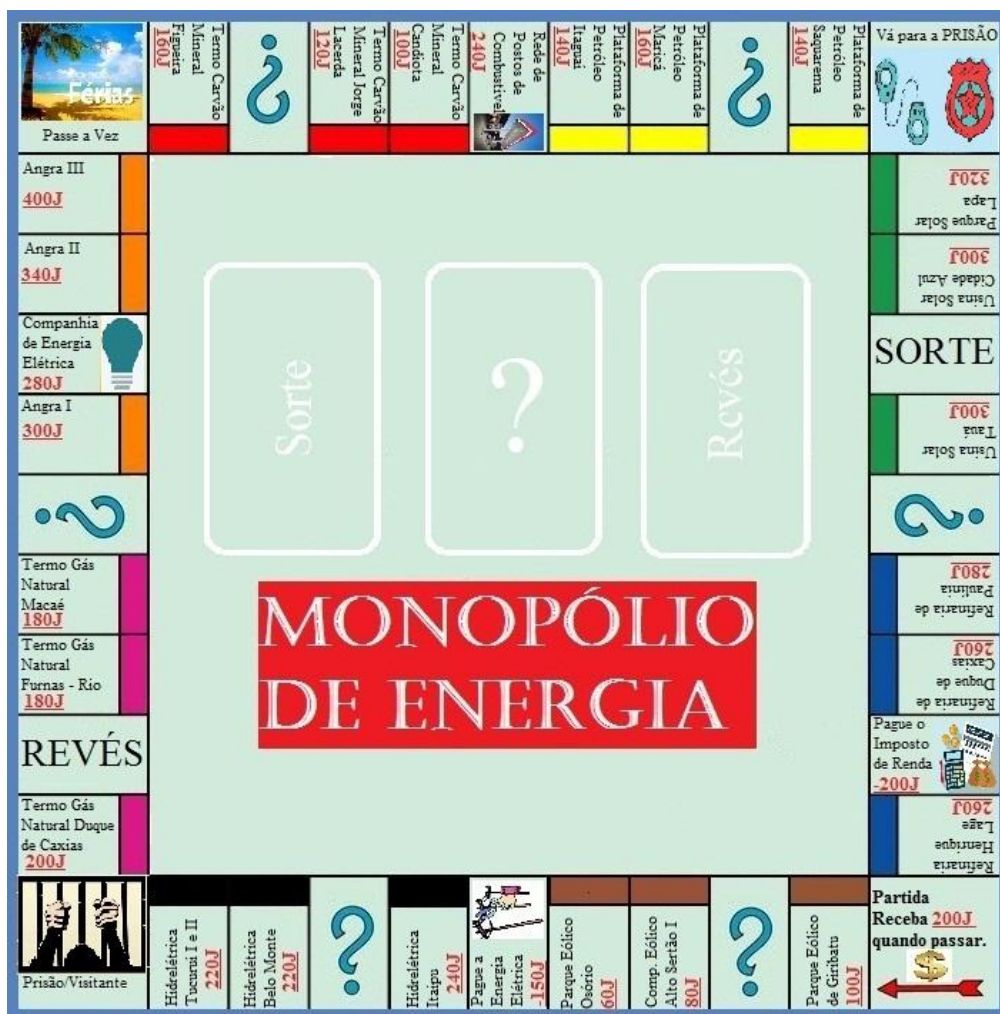 Férias
Passe a Vez
Termo Carvão
Mineral
Figueira
160J
?
Termo Carvão
Mineral Jorge
Lacerda
120J
Termo Carvão
Mineral
Candiota
100J
Rede de
Postos de
Combustível
240J
Plataforma de
Petróleo
Itaguaí
140J
Plataforma de
Petróleo
Maricá
160J
?
Plataforma de
Petróleo
Saquarema
140J
Vá para a PRISÃO
Angra III
400J
Angra II
340J
Companhia
de Energia
Elétrica
280J
Angra I
300J
?
Termo Gás
Natural
Macaé
180J
Termo Gás
Natural
Furnas - Rio
180J
REVÉS
Termo Gás
Natural Duque
de Caxias
200J
Sorte
?
Revés
MONOPÓLIO
DE ENERGIA
Parque Solar
Lapa
320J
Usina Solar
Cidade Azul
300J
SORTE
Usina Solar
Tauá
300J
?
Refinaria de
Paulinia
280J
Refinaria de
Duque de
Caxias
260J
Pague o
Imposto
de Renda
-200J
Refinaria
Henrique
Lage
260J
Prisão/Visitante
Hidrelétrica
Tucuruí I e II
220J
Hidrelétrica
Belo Monte
220J
?
Hidrelétrica
Itaipu
240J
Pague a
Energia
Elétrica
-150J
Parque Eólico
Osório
60J
Comp. Eólico
Alto Sertão I
80J
?
Parque Eólico
de Giribatu
100J
Partida
Receba 200J
quando passar.
$